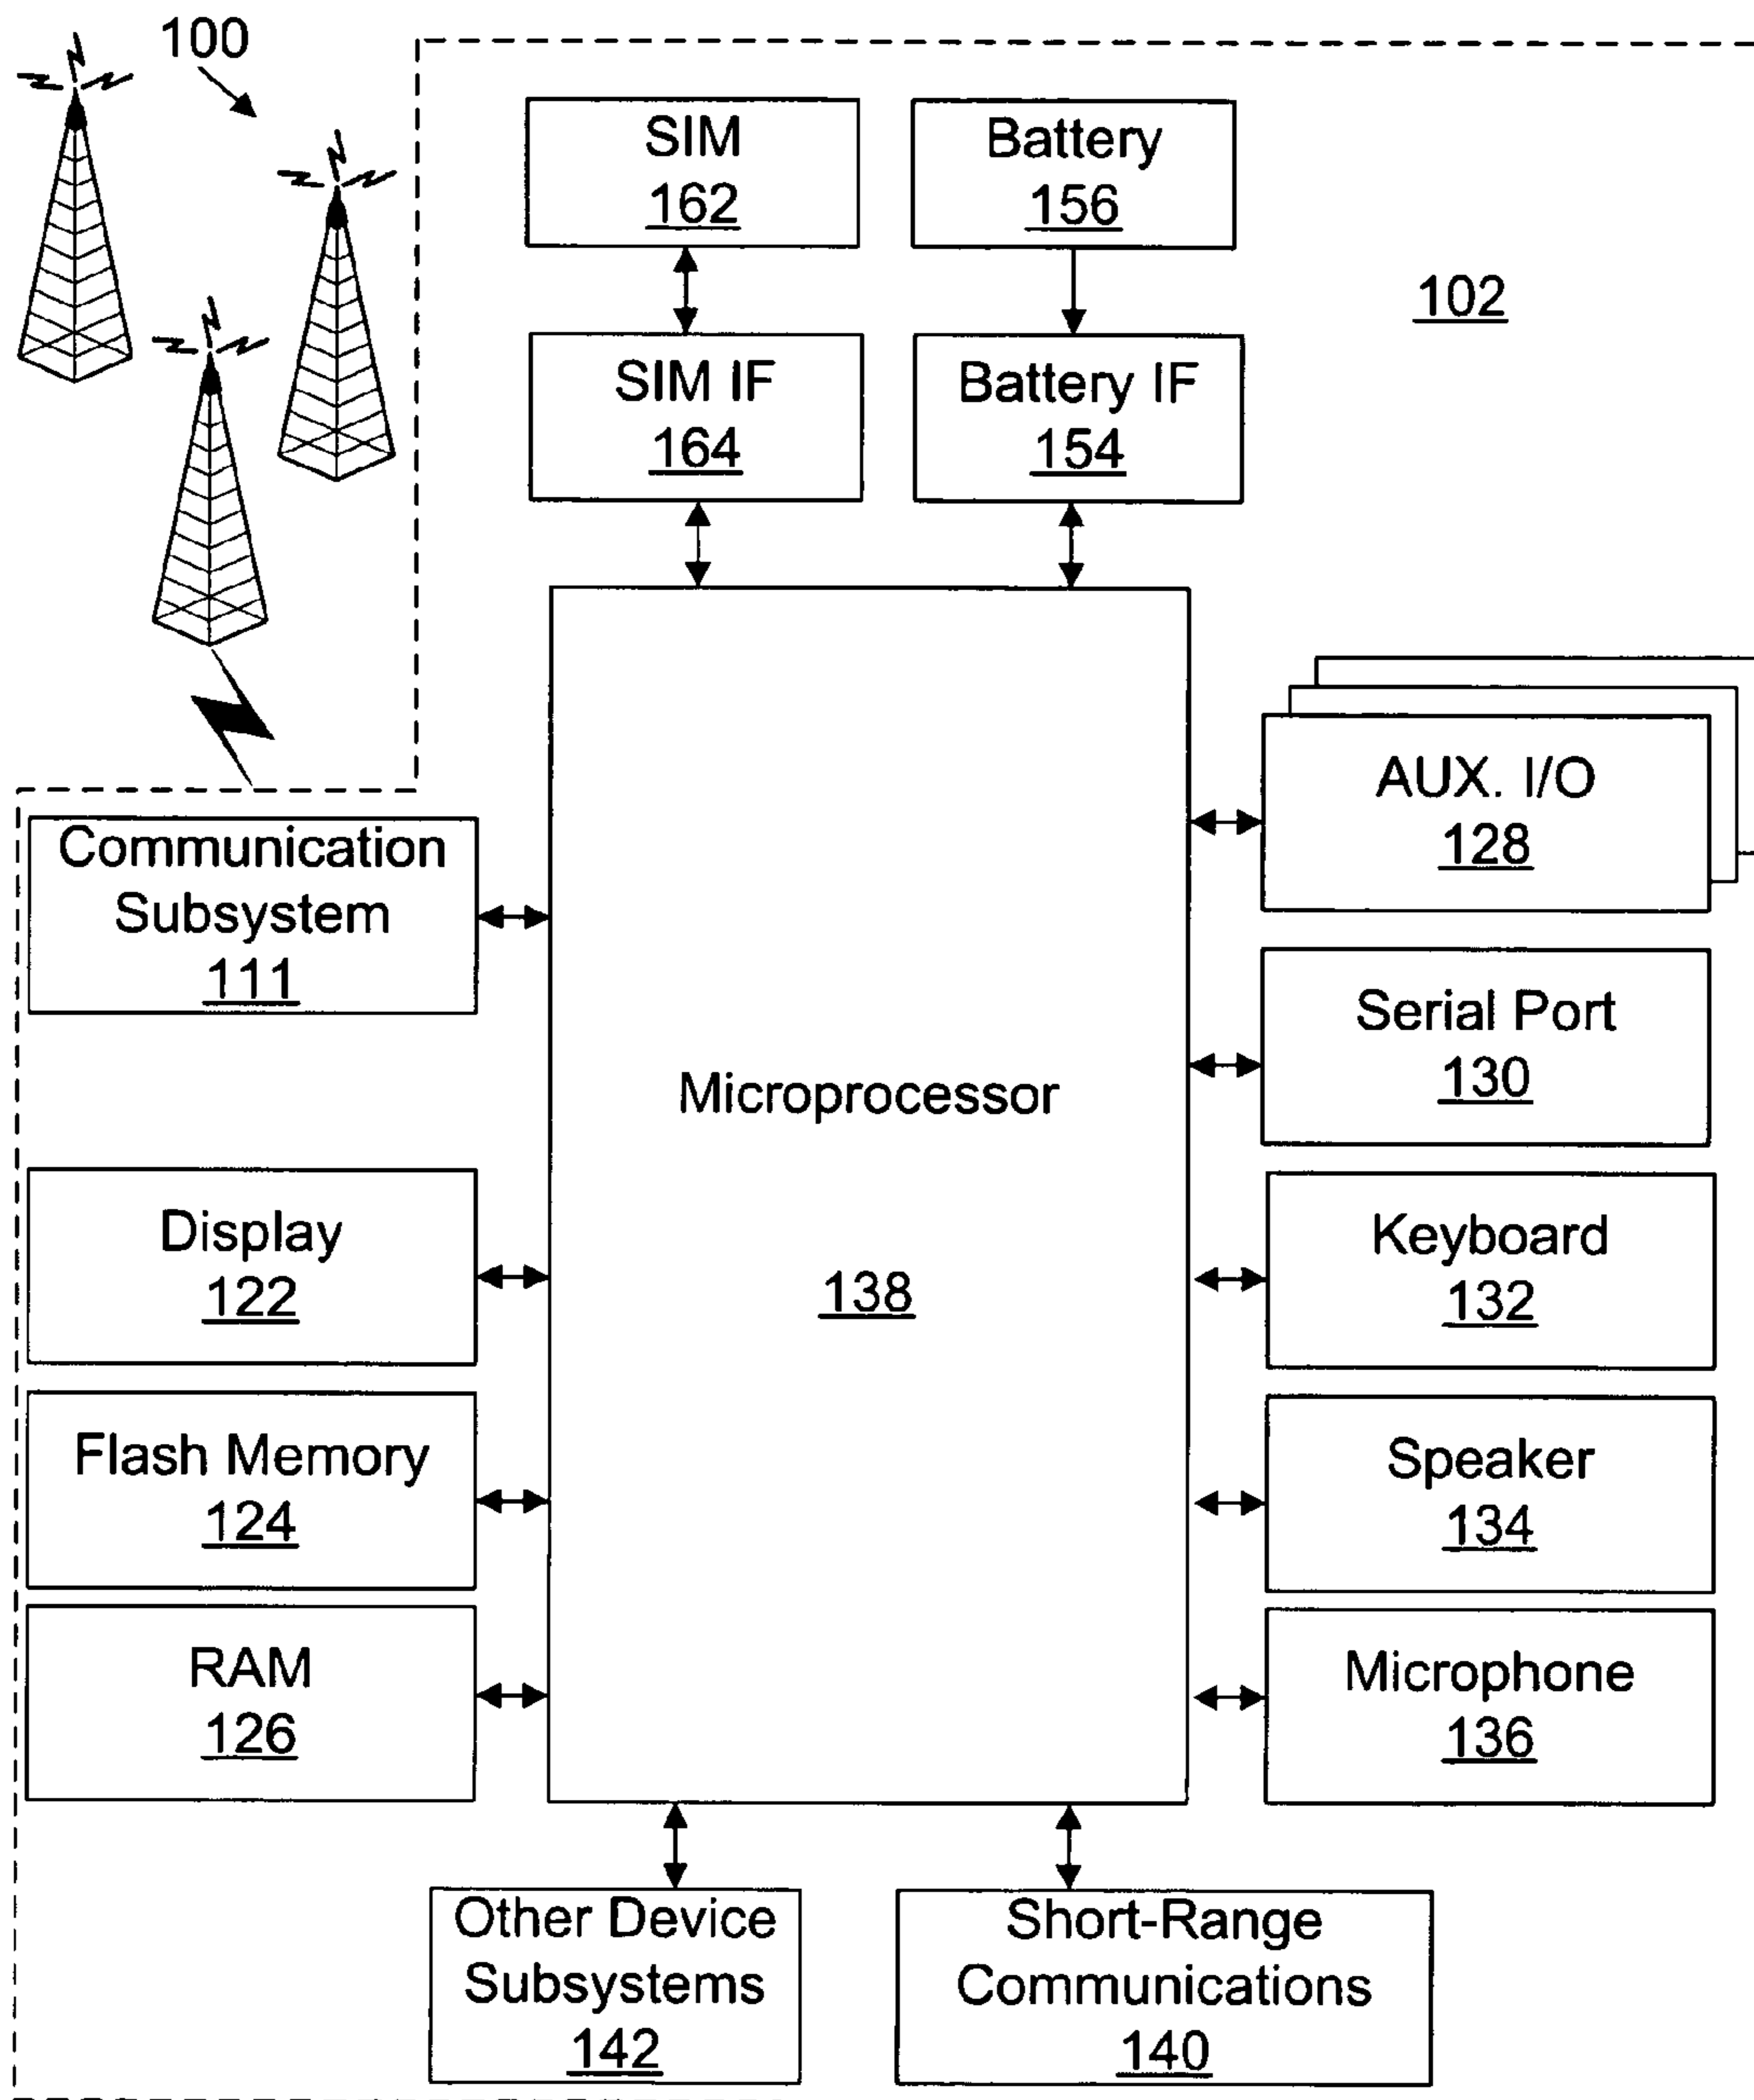 100
SIM
162
Battery
156
102
SIM IF
164
Battery IF
154
AUX. I/O
128
Communication
Subsystem
111
Serial Port
130
Microprocessor
138
Display
122
Keyboard
132
Flash Memory
124
Speaker
134
RAM
126
Microphone
136
Other Device
Subsystems
142
Short-Range
Communications
140